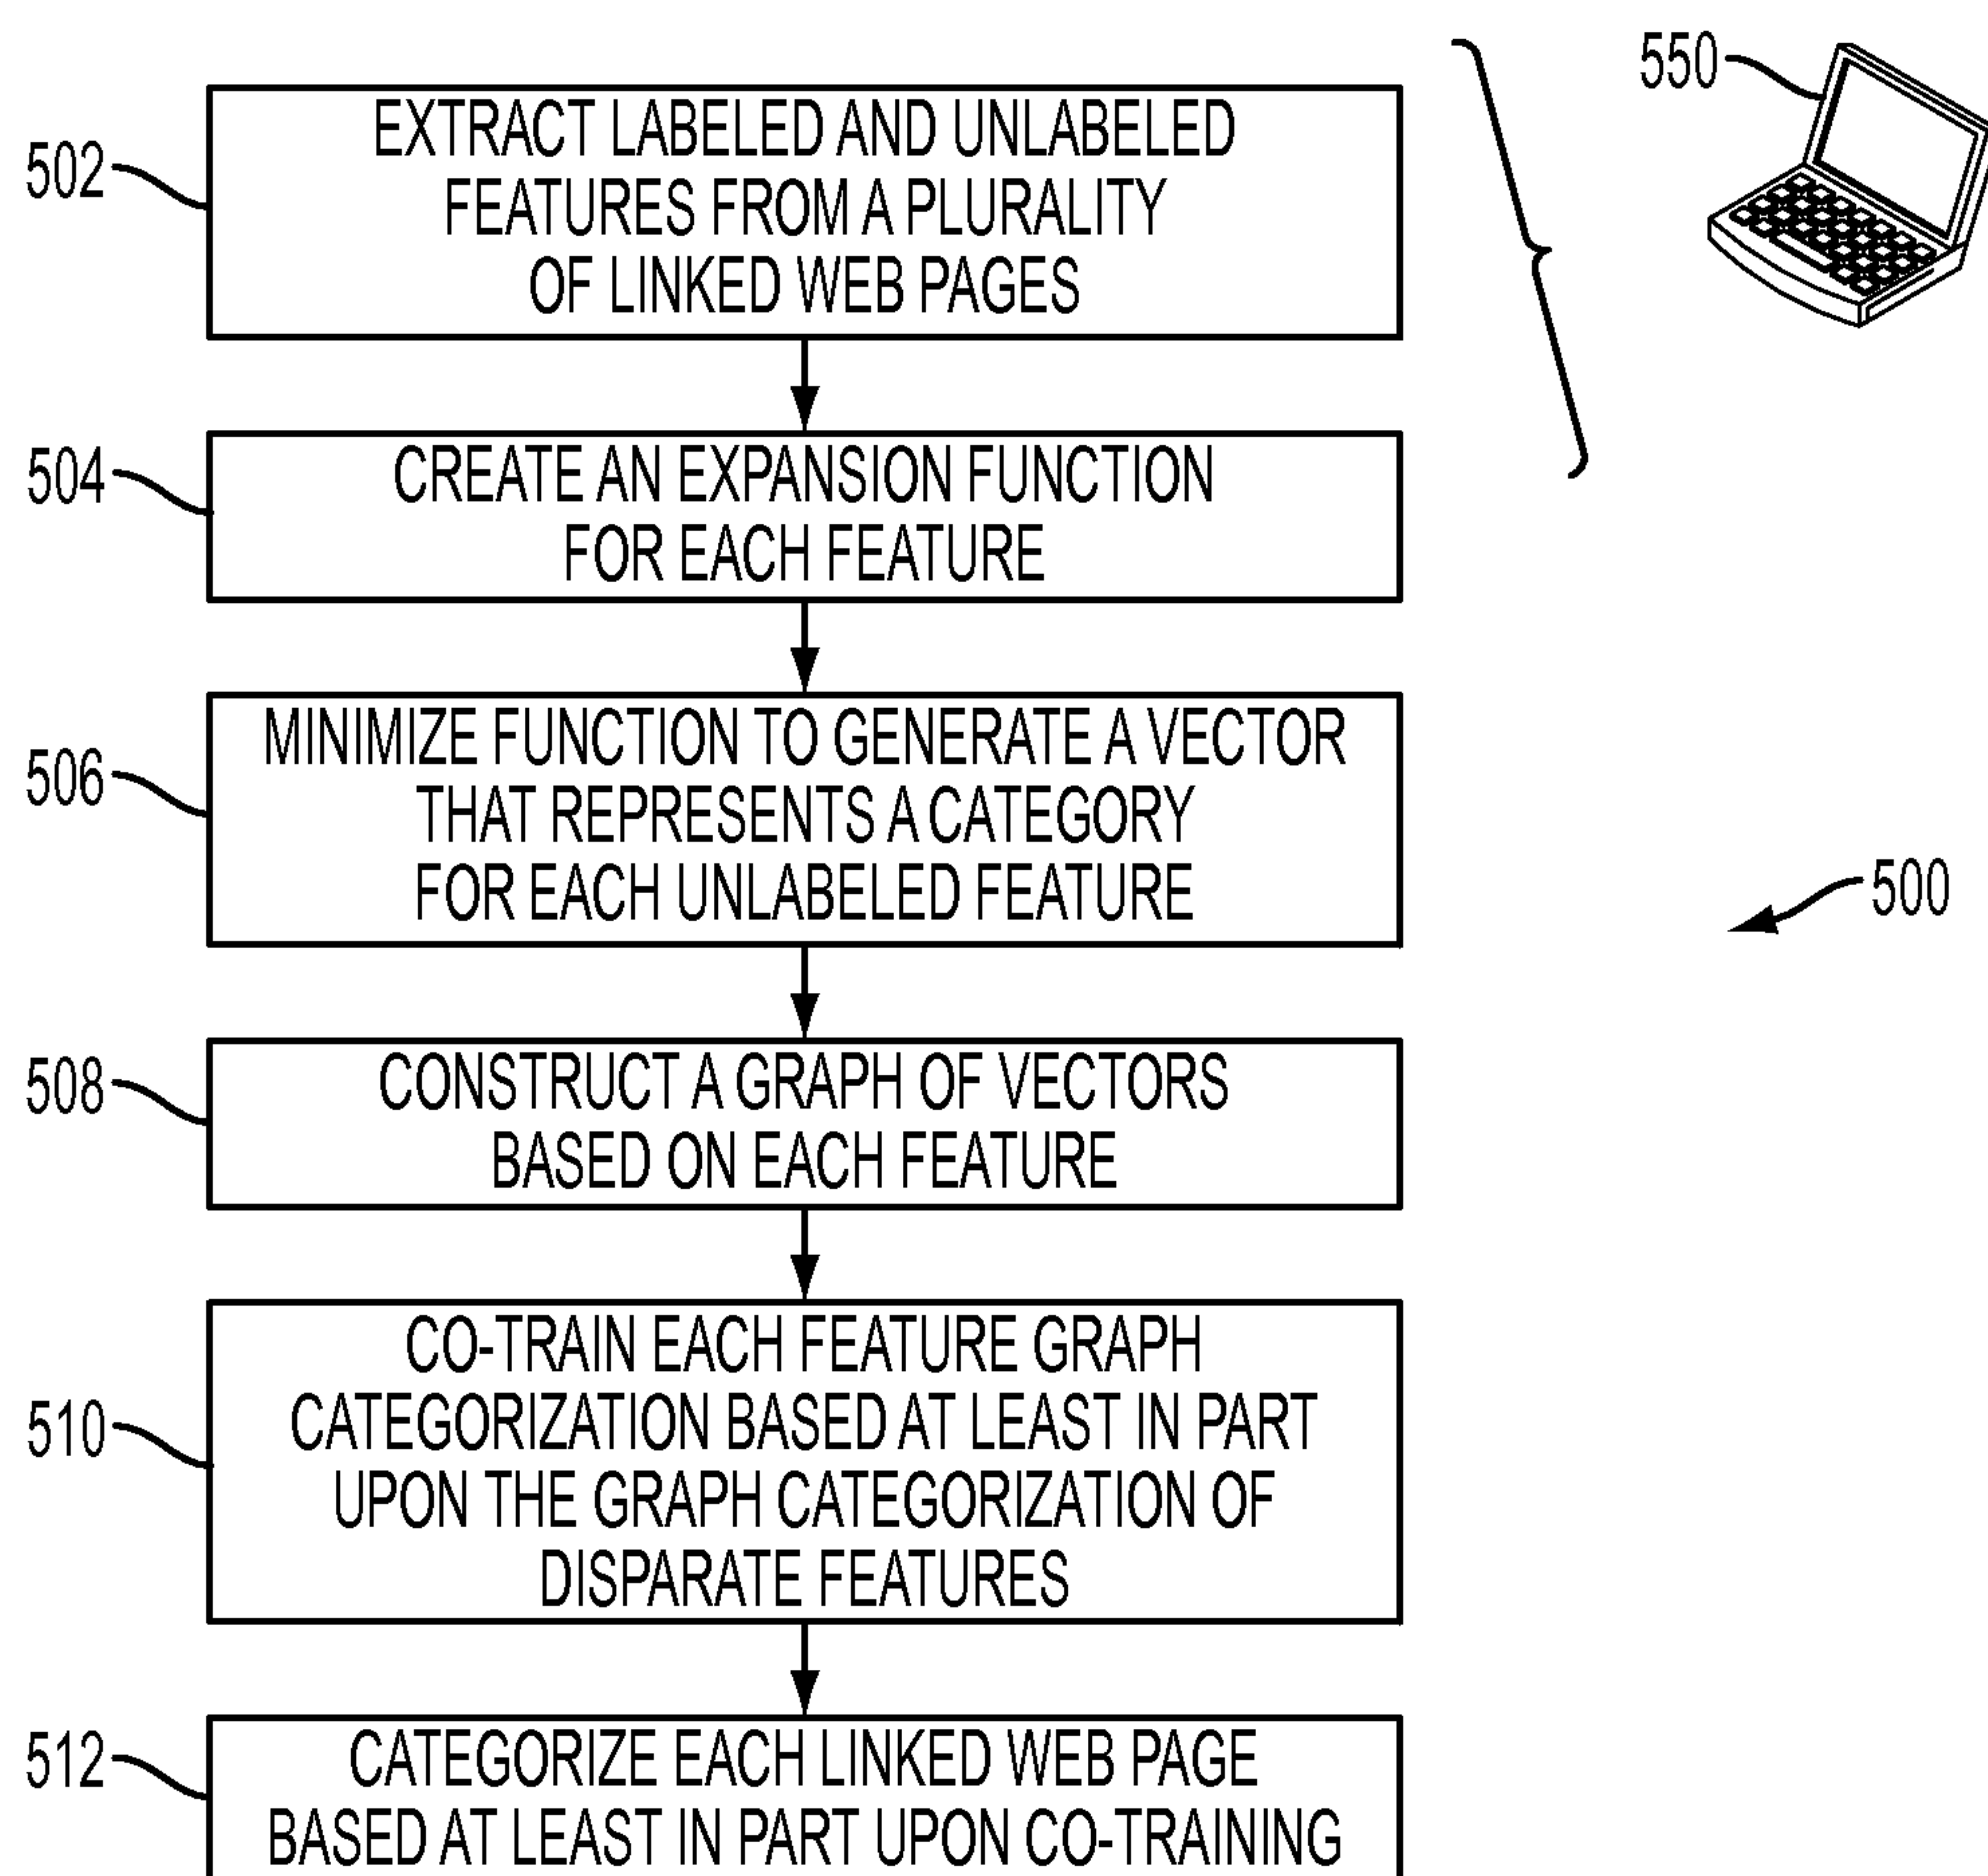 550
502
EXTRACT LABELED AND UNLABELED
FEATURES FROM A PLURALITY
OF LINKED WEB PAGES
504
CREATE AN EXPANSION FUNCTION
FOR EACH FEATURE
506
MINIMIZE FUNCTION TO GENERATE A VECTOR
THAT REPRESENTS A CATEGORY
FOR EACH UNLABELED FEATURE
500
508
CONSTRUCT A GRAPH OF VECTORS
BASED ON EACH FEATURE
510
CO-TRAIN EACH FEATURE GRAPH
CATEGORIZATION BASED AT LEAST IN PART
UPON THE GRAPH CATEGORIZATION OF
DISPARATE FEATURES
512
CATEGORIZE EACH LINKED WEB PAGE
BASED AT LEAST IN PART UPON CO-TRAINING